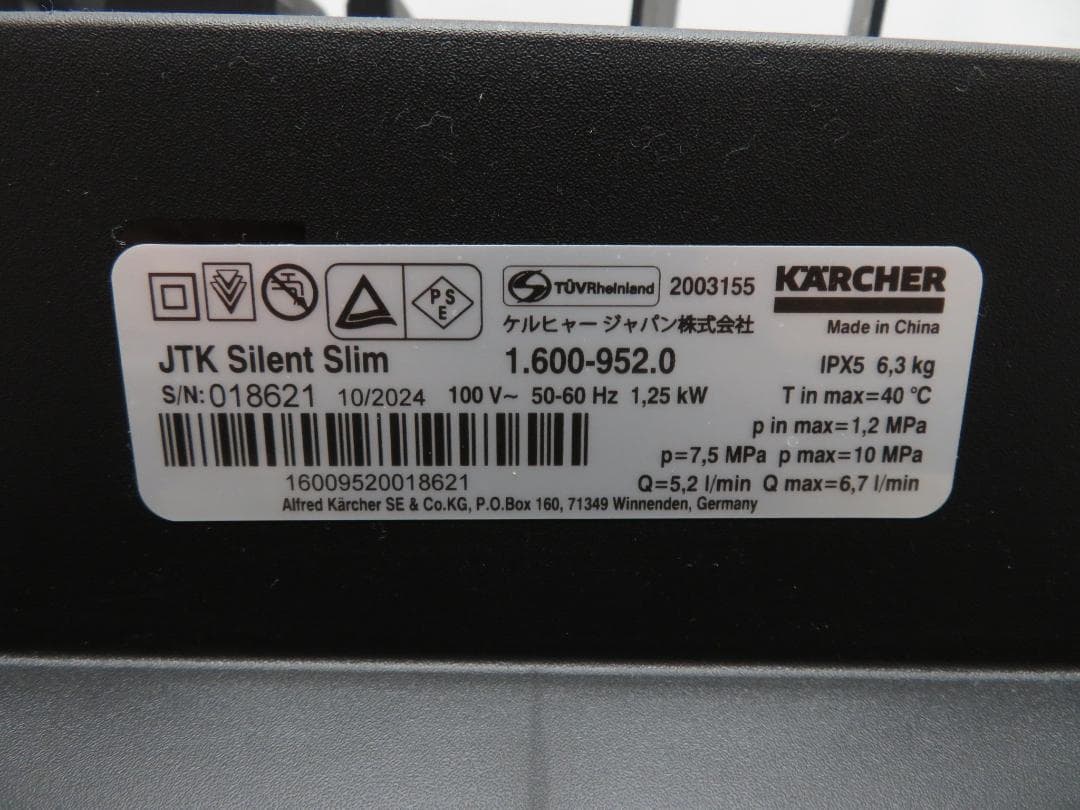 PS
E
TÜVRheinland 2003155 KÄRCHER
ケルヒャー ジャパン株式会社 Made in China
JTK Silent Slim 1.600-952.0 IPX5 6,3 kg
S/N: 018621 10/2024 100 V~ 50-60 Hz 1,25 kW T in max=40 °C
p in max=1,2 MPa
p=7,5 MPa p max=10 MPa
16009520018621 Q=5,2 l/min Q max=6,7 l/min
Alfred Kärcher SE & Co.KG, P.O.Box 160, 71349 Winnenden, Germany